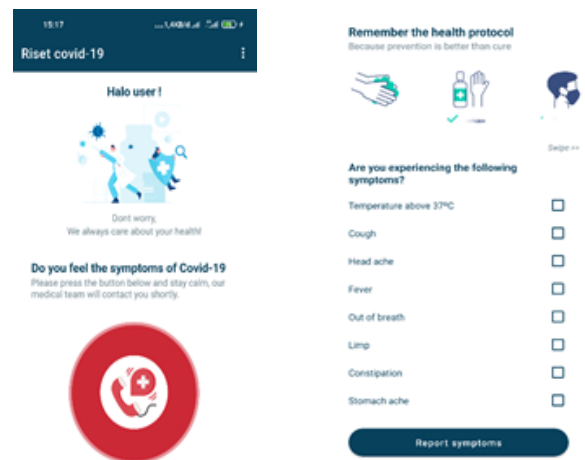 15:17
Riset covid-19
Halo user !
Dont worry,
We always care about your health!
Do you feel the symptoms of Covid-19
Please press the button below and stay calm, our
medical team will contact you shortly.
Remember the health protocol
Because prevention is better than cure
Swipe >>
Are you experiencing the following
symptoms?
Temperature above 37ºC
Cough
Head ache
Fever
Out of breath
Limp
Constipation
Stomach ache
Report symptoms